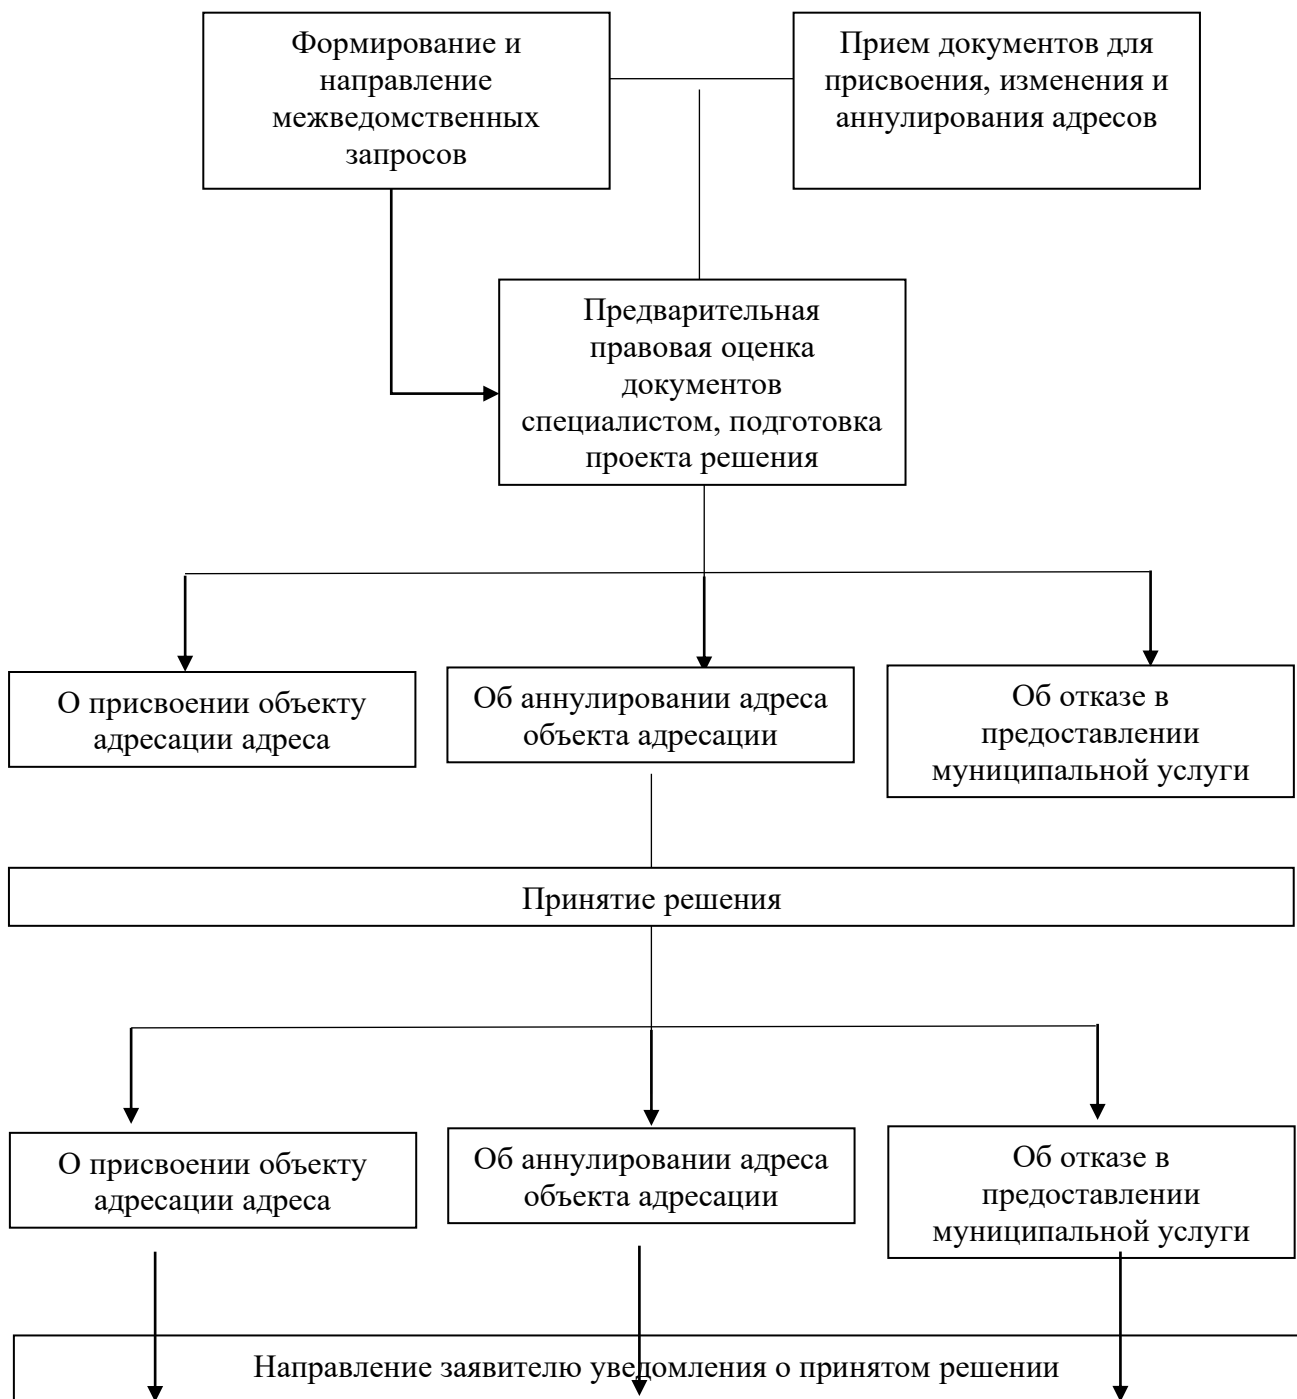 Формирование и
направление
межведомственных
запросов
Прием документов для
присвоения, изменения и
аннулирования адресов
Предварительная
правовая оценка
документов
специалистом, подготовка
проекта решения
О присвоении объекту
адресации адреса
Об аннулировании адреса
объекта адресации
Об отказе в
предоставлении
муниципальной услуги
Принятие решения
О присвоении объекту
адресации адреса
Об аннулировании адреса
объекта адресации
Об отказе в
предоставлении
муниципальной услуги
Направление заявителю уведомления о принятом решении